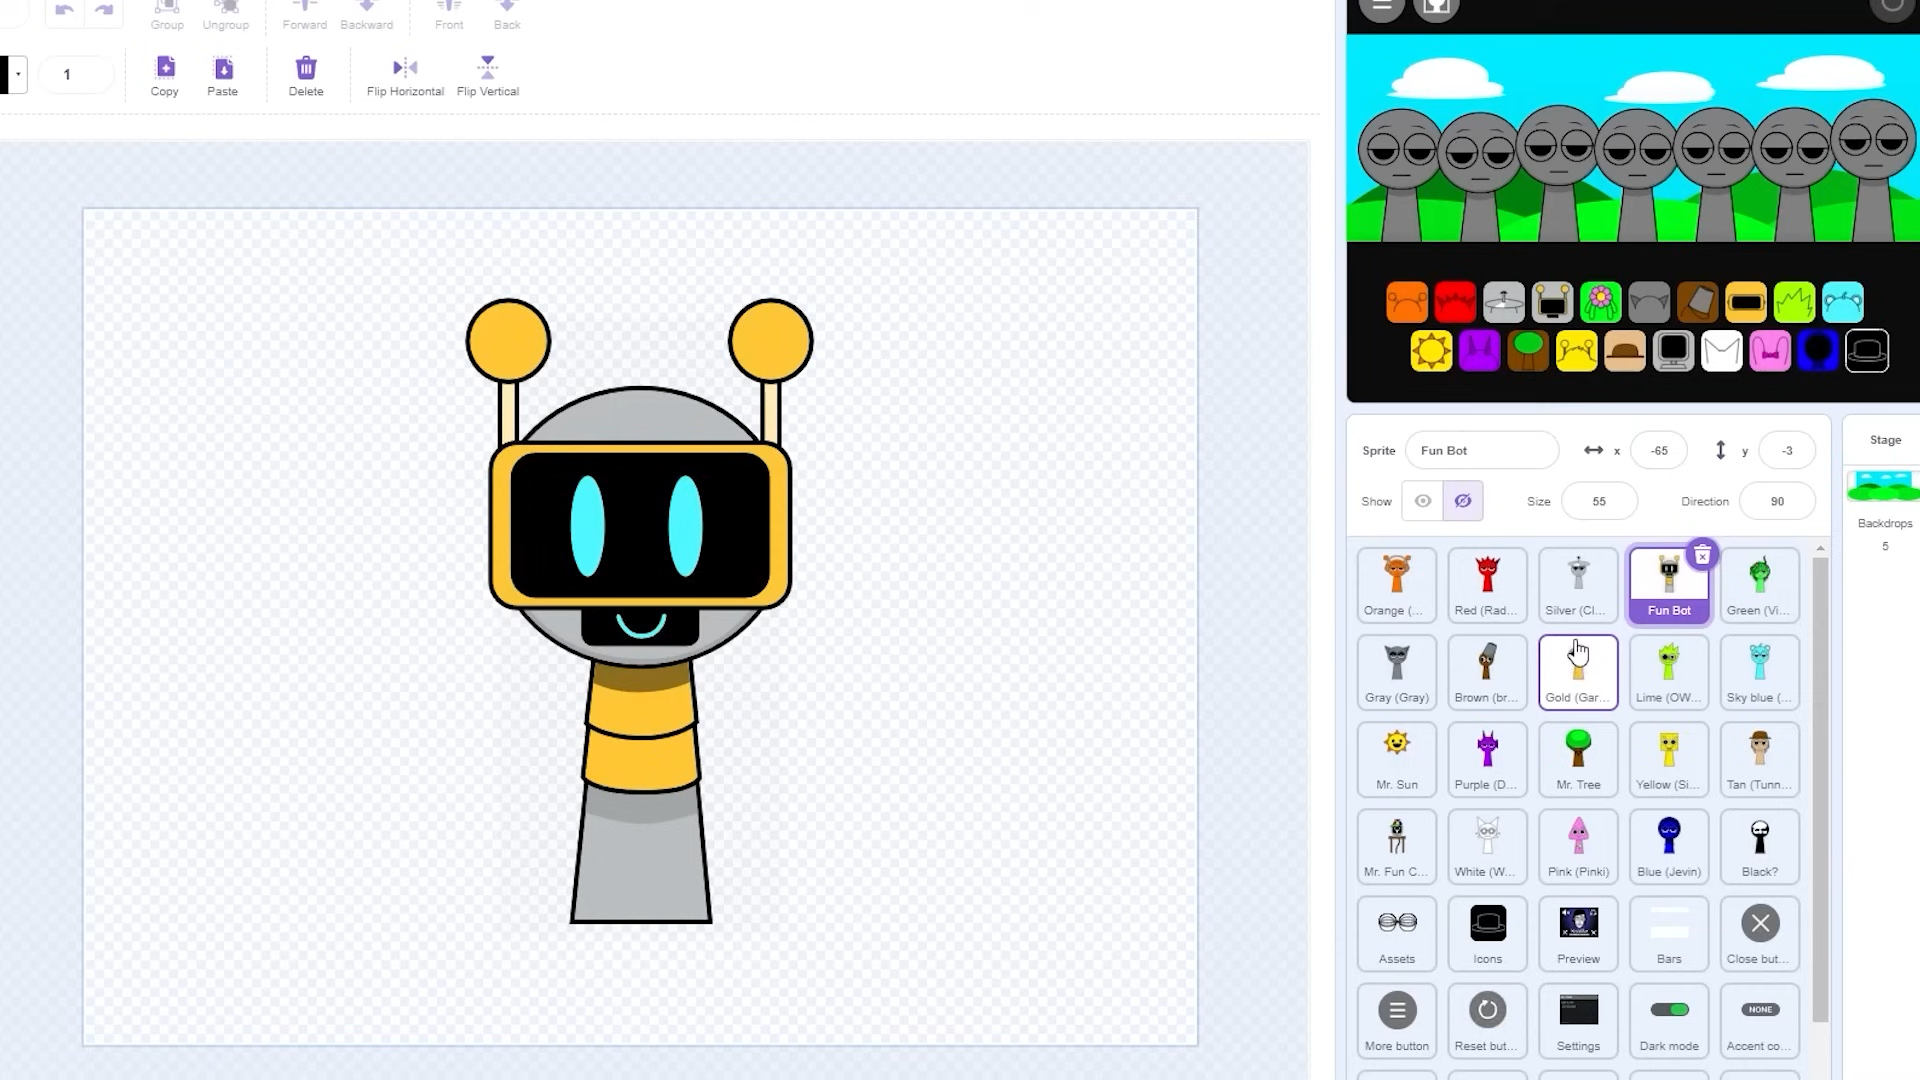 Group Ungroup Forward Backward Front Back
1 Copy Paste Delete Flip Horizontal Flip Vertical
Sprite Fun Bot x -65 y -3
Show Size 55 Direction 90
Stage
Backdrops
5
Orange (... Red (Rad... Silver (Cl... Fun Bot Green (Vi...
Gray (Gray) Brown (br... Gold (Gar... Lime (OW... Sky blue (...
Mr. Sun Purple (D... Mr. Tree Yellow (Si... Tan (Tunn...
Mr. Fun C... White (W... Pink (Pinki) Blue (Jevin) Black?
Assets Icons Preview Bars Close but...
NONE
More button Reset but... Settings Dark mode Accent co...